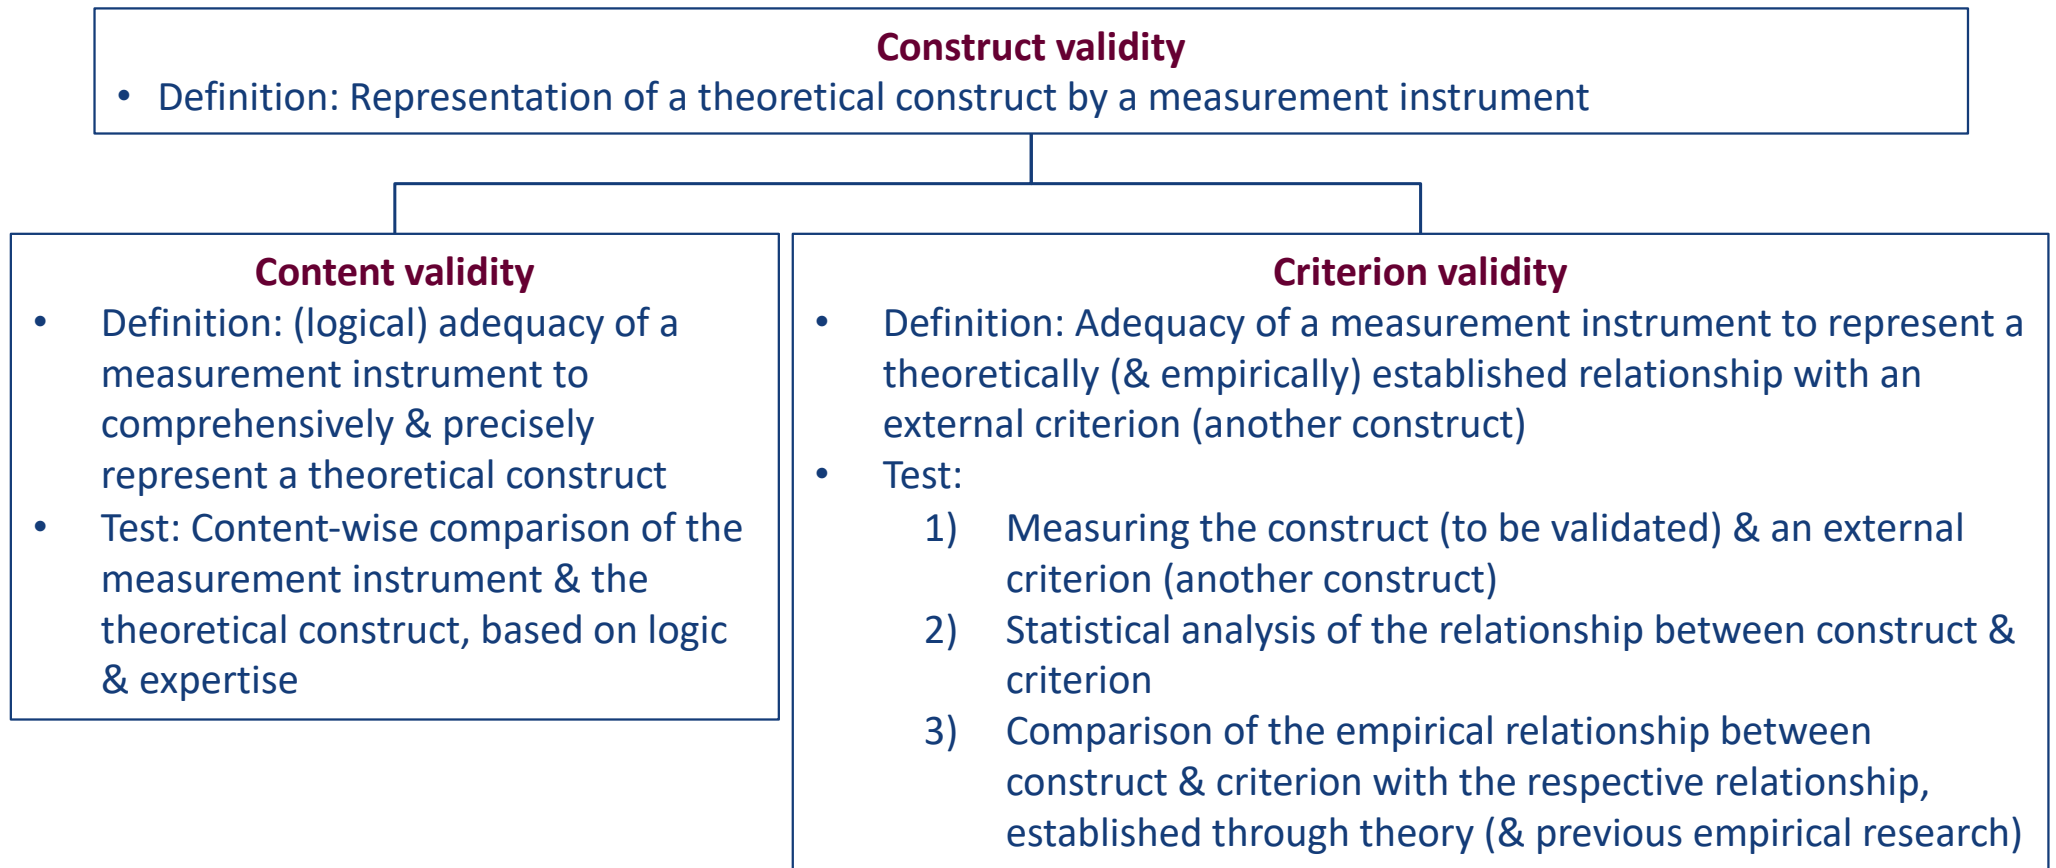 Construct validity
• Definition: Representation of a theoretical construct by a measurement instrument
Content validity
• Definition: (logical) adequacy of a
measurement instrument to
comprehensively & precisely
represent a theoretical construct
• Test: Content-wise comparison of the
measurement instrument & the
theoretical construct, based on logic
& expertise
Criterion validity
• Definition: Adequacy of a measurement instrument to represent a
theoretically (& empirically) established relationship with an
external criterion (another construct)
• Test:
1) Measuring the construct (to be validated) & an external
criterion (another construct)
2) Statistical analysis of the relationship between construct &
criterion
3) Comparison of the empirical relationship between
construct & criterion with the respective relationship,
established through theory (& previous empirical research)